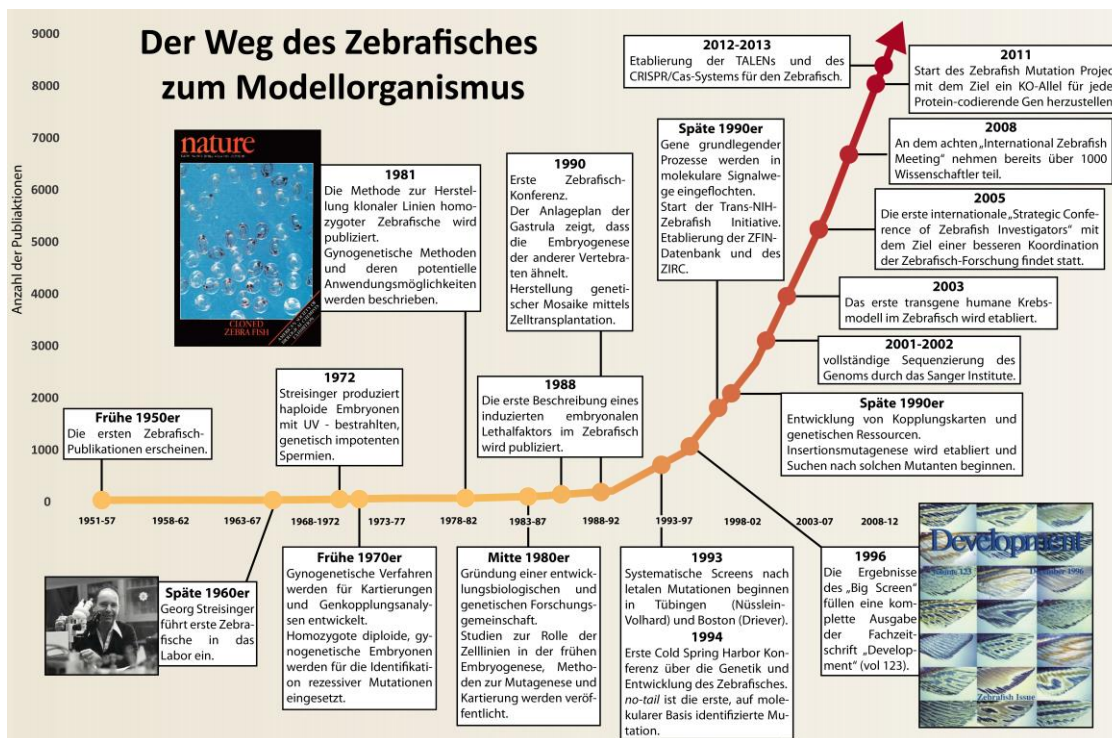 Der Weg des Zebrafisches
zum Modellorganismus
Anzahl der Publiaktionen
9000
8000
7000
6000
5000
4000
3000
2000
1000
0
1951-57
1958-62
1963-67
1968-1972
1973-77
1978-82
1983-87
1988-92
1993-97
1998-02
2003-07
2008-12
nature
CLONED
ZEBRA FISH
Frühe 1950er
Die ersten Zebrafisch-
Publikationen erscheinen.
Späte 1960er
Georg Streisinger
führt erste Zebra-
fische in das
Labor ein.
1972
Streisinger produziert
haploide Embryonen
mit UV - bestrahlten,
genetisch impotenten
Spermien.
Frühe 1970er
Gynogenetische Verfahren
werden für Kartierungen
und Genkopplungsanaly-
sen entwickelt.
Homozygote diploide, gy-
nogenetische Embryonen
werden für die Identifikati-
on rezessiver Mutationen
eingesetzt.
1981
Die Methode zur Herstel-
lung klonaler Linien homo-
zygoter Zebrafische wird
publiziert.
Gynogenetische Methoden
und deren potentielle
Anwendungsmöglichkeiten
werden beschrieben.
Mitte 1980er
Gründung einer entwick-
lungsbiologischen und
genetischen Forschungs-
gemeinschaft.
Studien zur Rolle der
Zelllinien in der frühen
Embryogenese, Metho-
den zur Mutagenese und
Kartierung werden veröf-
fentlicht.
1988
Die erste Beschreibung eines
induzierten embryonalen
Lethalfaktors im Zebrafisch
wird publiziert.
1990
Erste Zebrafisch-
Konferenz.
Der Anlageplan der
Gastrula zeigt, dass
die Embryogenese
der anderer Vertebra-
ten ähnelt.
Herstellung geneti-
scher Mosaike mittels
Zelltransplantation.
1993
Systematische Screens nach
letalen Mutationen beginnen
in Tübingen (Nüsslein-
Volhard) und Boston (Driever).
1994
Erste Cold Spring Harbor Kon-
ferenz über die Genetik und
Entwicklung des Zebrafisches.
no-tail ist die erste, auf mole-
kularer Basis identifizierte Mu-
tation.
1996
Die Ergebnisse
des „Big Screen“
füllen eine kom-
plette Ausgabe
der Fachzeit-
schrift „Develop-
ment“ (vol 123).
Späte 1990er
Gene grundlegender
Prozesse werden in
molekulare Signalwe-
ge eingeflochten.
Start der Trans-NIH-
Zebrafish Initiative.
Etablierung der ZFIN-
Datenbank und des
ZIRC.
Späte 1990er
Entwicklung von Kopplungskarten und
genetischen Ressourcen.
Insertionsmutagenese wird etabliert und
Suchen nach solchen Mutanten beginnen.
2001-2002
vollständige Sequenzierung des
Genoms durch das Sanger Institute.
2003
Das erste transgene humane Krebs-
modell im Zebrafisch wird etabliert.
2005
Die erste internationale „Strategic Confe-
rence of Zebrafish Investigators“ mit
dem Ziel einer besseren Koordination
der Zebrafisch-Forschung findet statt.
2008
An dem achten „International Zebrafish
Meeting“ nehmen bereits über 1000
Wissenschaftler teil.
2011
Start des Zebrafish Mutation Projec
mit dem Ziel ein KO-Allel für jede
Protein-codierende Gen herzustellen
2012-2013
Etablierung der TALENs und des
CRISPR/Cas-Systems für den Zebrafisch.
Development
Volume 123
December 1996
Zebrafish Issue